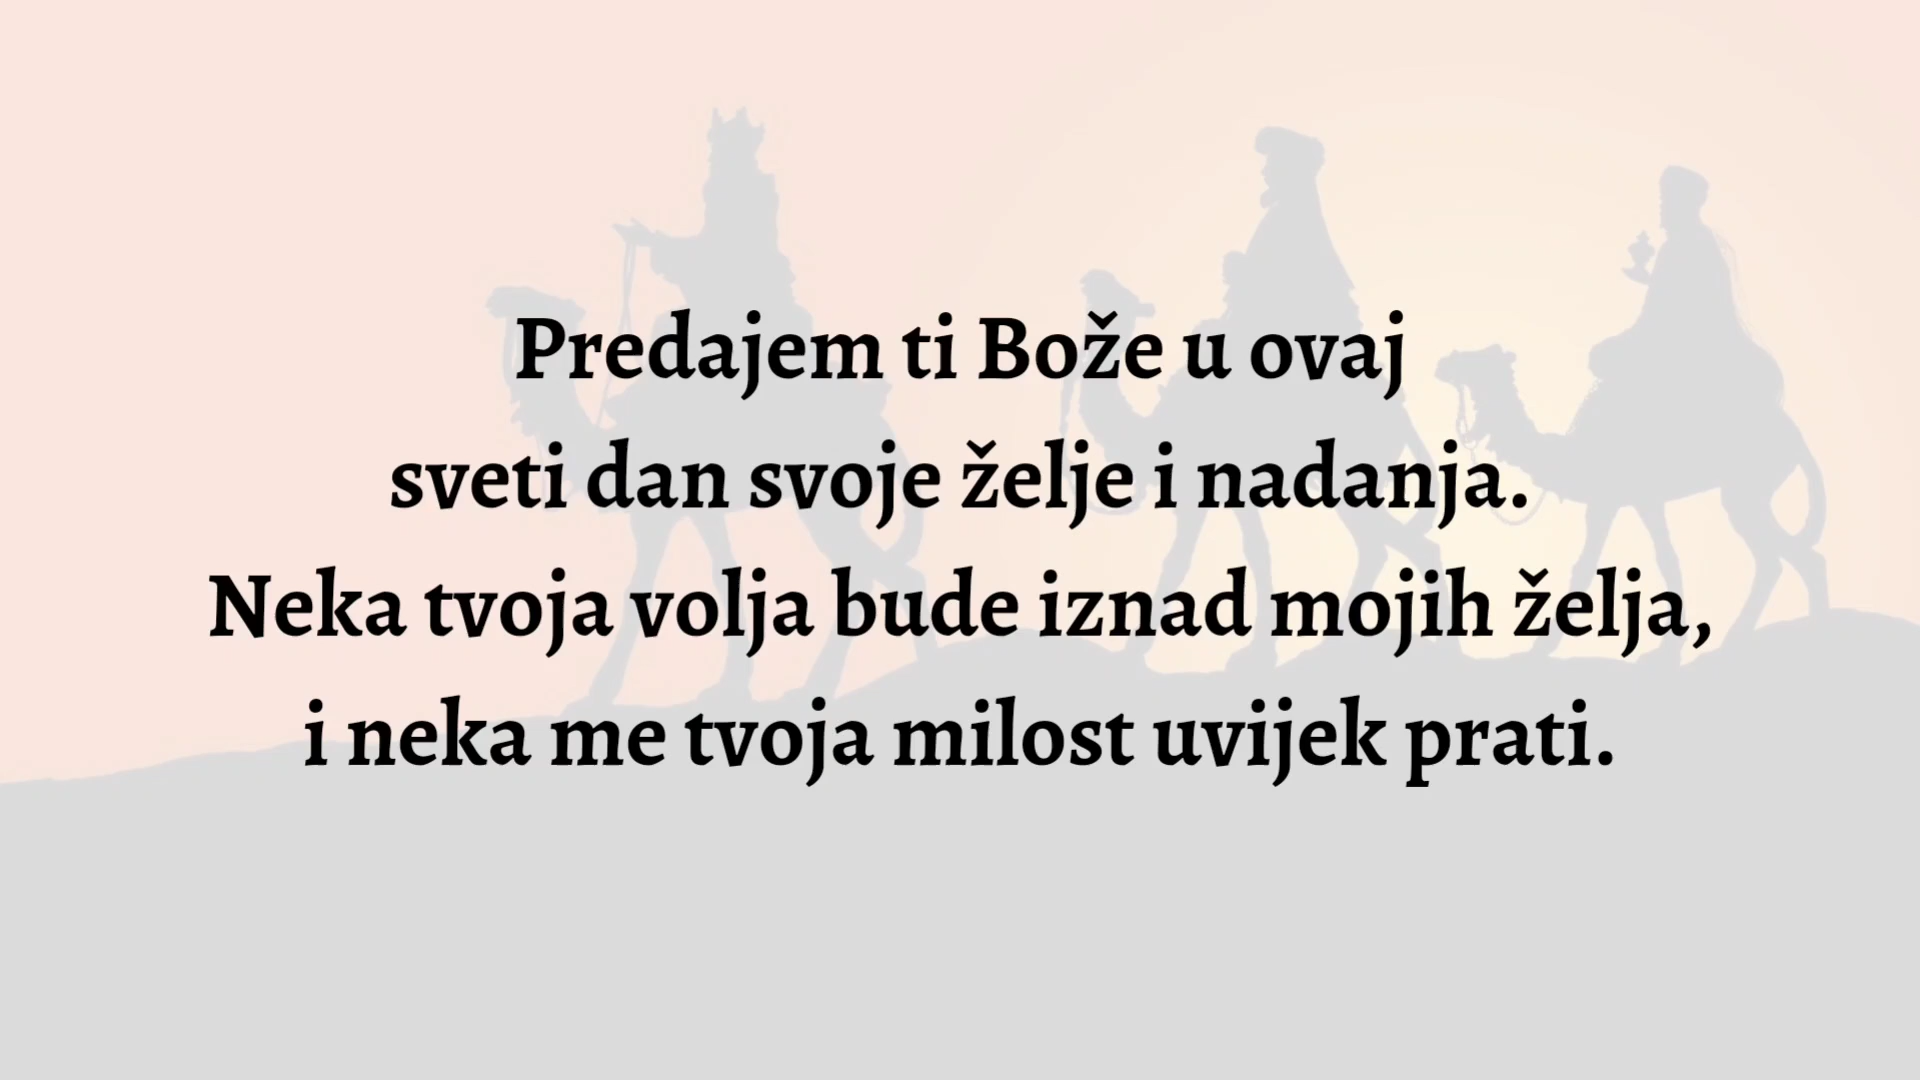 Predajem ti Bože u ovaj
sveti dan svoje želje i nadanja.
Neka tvoja volja bude iznad mojih želja,
i neka me tvoja milost uvijek prati.